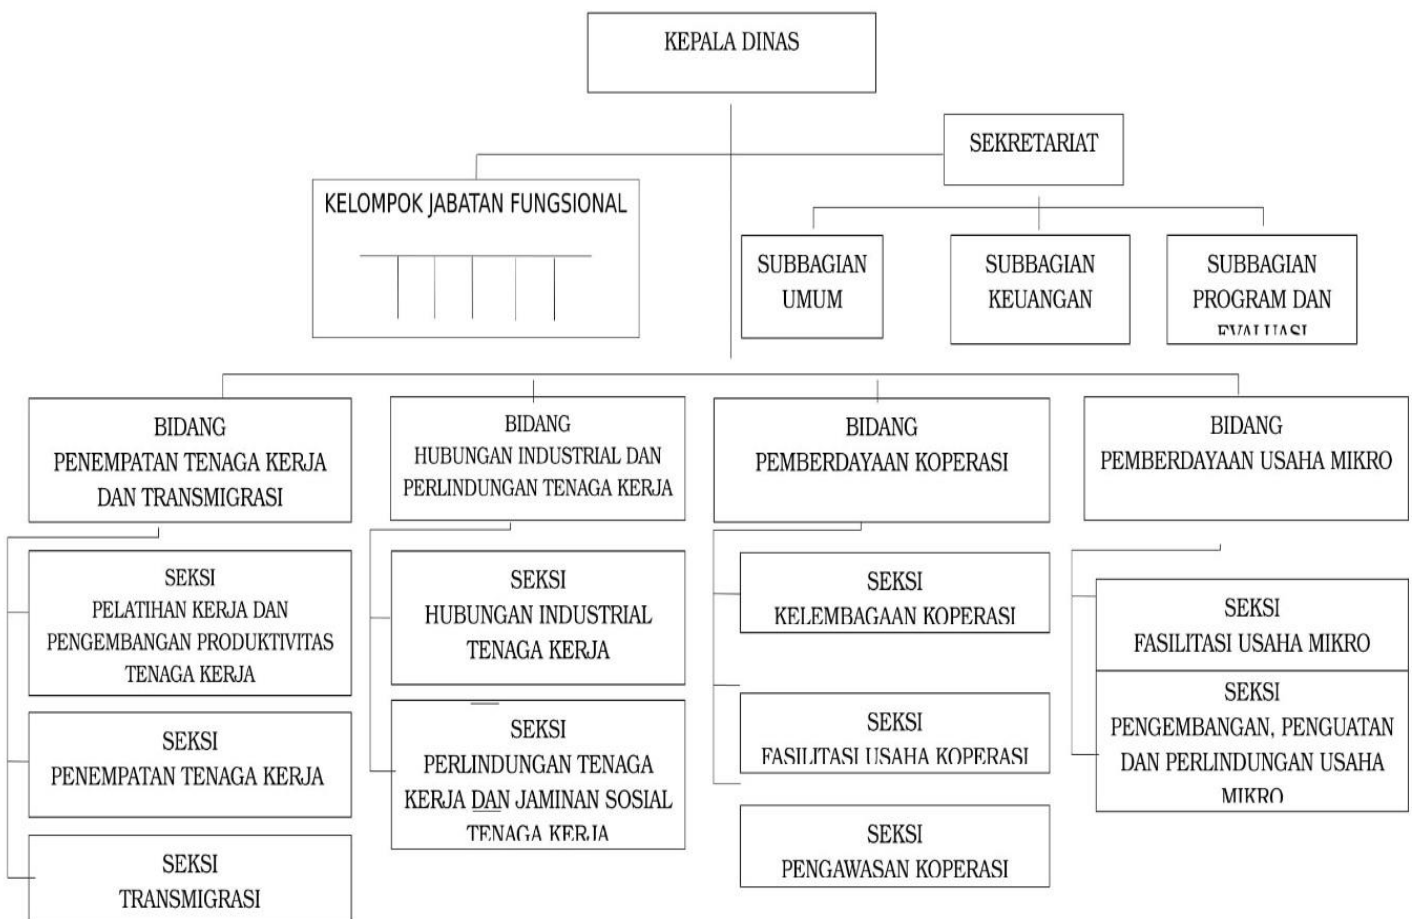 KEPALA DINAS
SEKRETARIAT
KELOMPOK JABATAN FUNGSIONAL
SUBBAGIAN
UMUM
SUBBAGIAN
KEUANGAN
SUBBAGIAN
PROGRAM DAN
EVALUASI
BIDANG
PENEMPATAN TENAGA KERJA
DAN TRANSMIGRASI
BIDANG
HUBUNGAN INDUSTRIAL DAN
PERLINDUNGAN TENAGA KERJA
BIDANG
PEMBERDAYAAN KOPERASI
BIDANG
PEMBERDAYAAN USAHA MIKRO
SEKSI
PELATIHAN KERJA DAN
PENGEMBANGAN PRODUKTIVITAS
TENAGA KERJA
SEKSI
PENEMPATAN TENAGA KERJA
SEKSI
TRANSMIGRASI
SEKSI
HUBUNGAN INDUSTRIAL
TENAGA KERJA
SEKSI
PERLINDUNGAN TENAGA
KERJA DAN JAMINAN SOSIAL
TENAGA KERJA
SEKSI
KELEMBAGAAN KOPERASI
SEKSI
FASILITASI USAHA KOPERASI
SEKSI
PENGAWASAN KOPERASI
SEKSI
FASILITASI USAHA MIKRO
SEKSI
PENGEMBANGAN, PENGUATAN
DAN PERLINDUNGAN USAHA
MIKRO